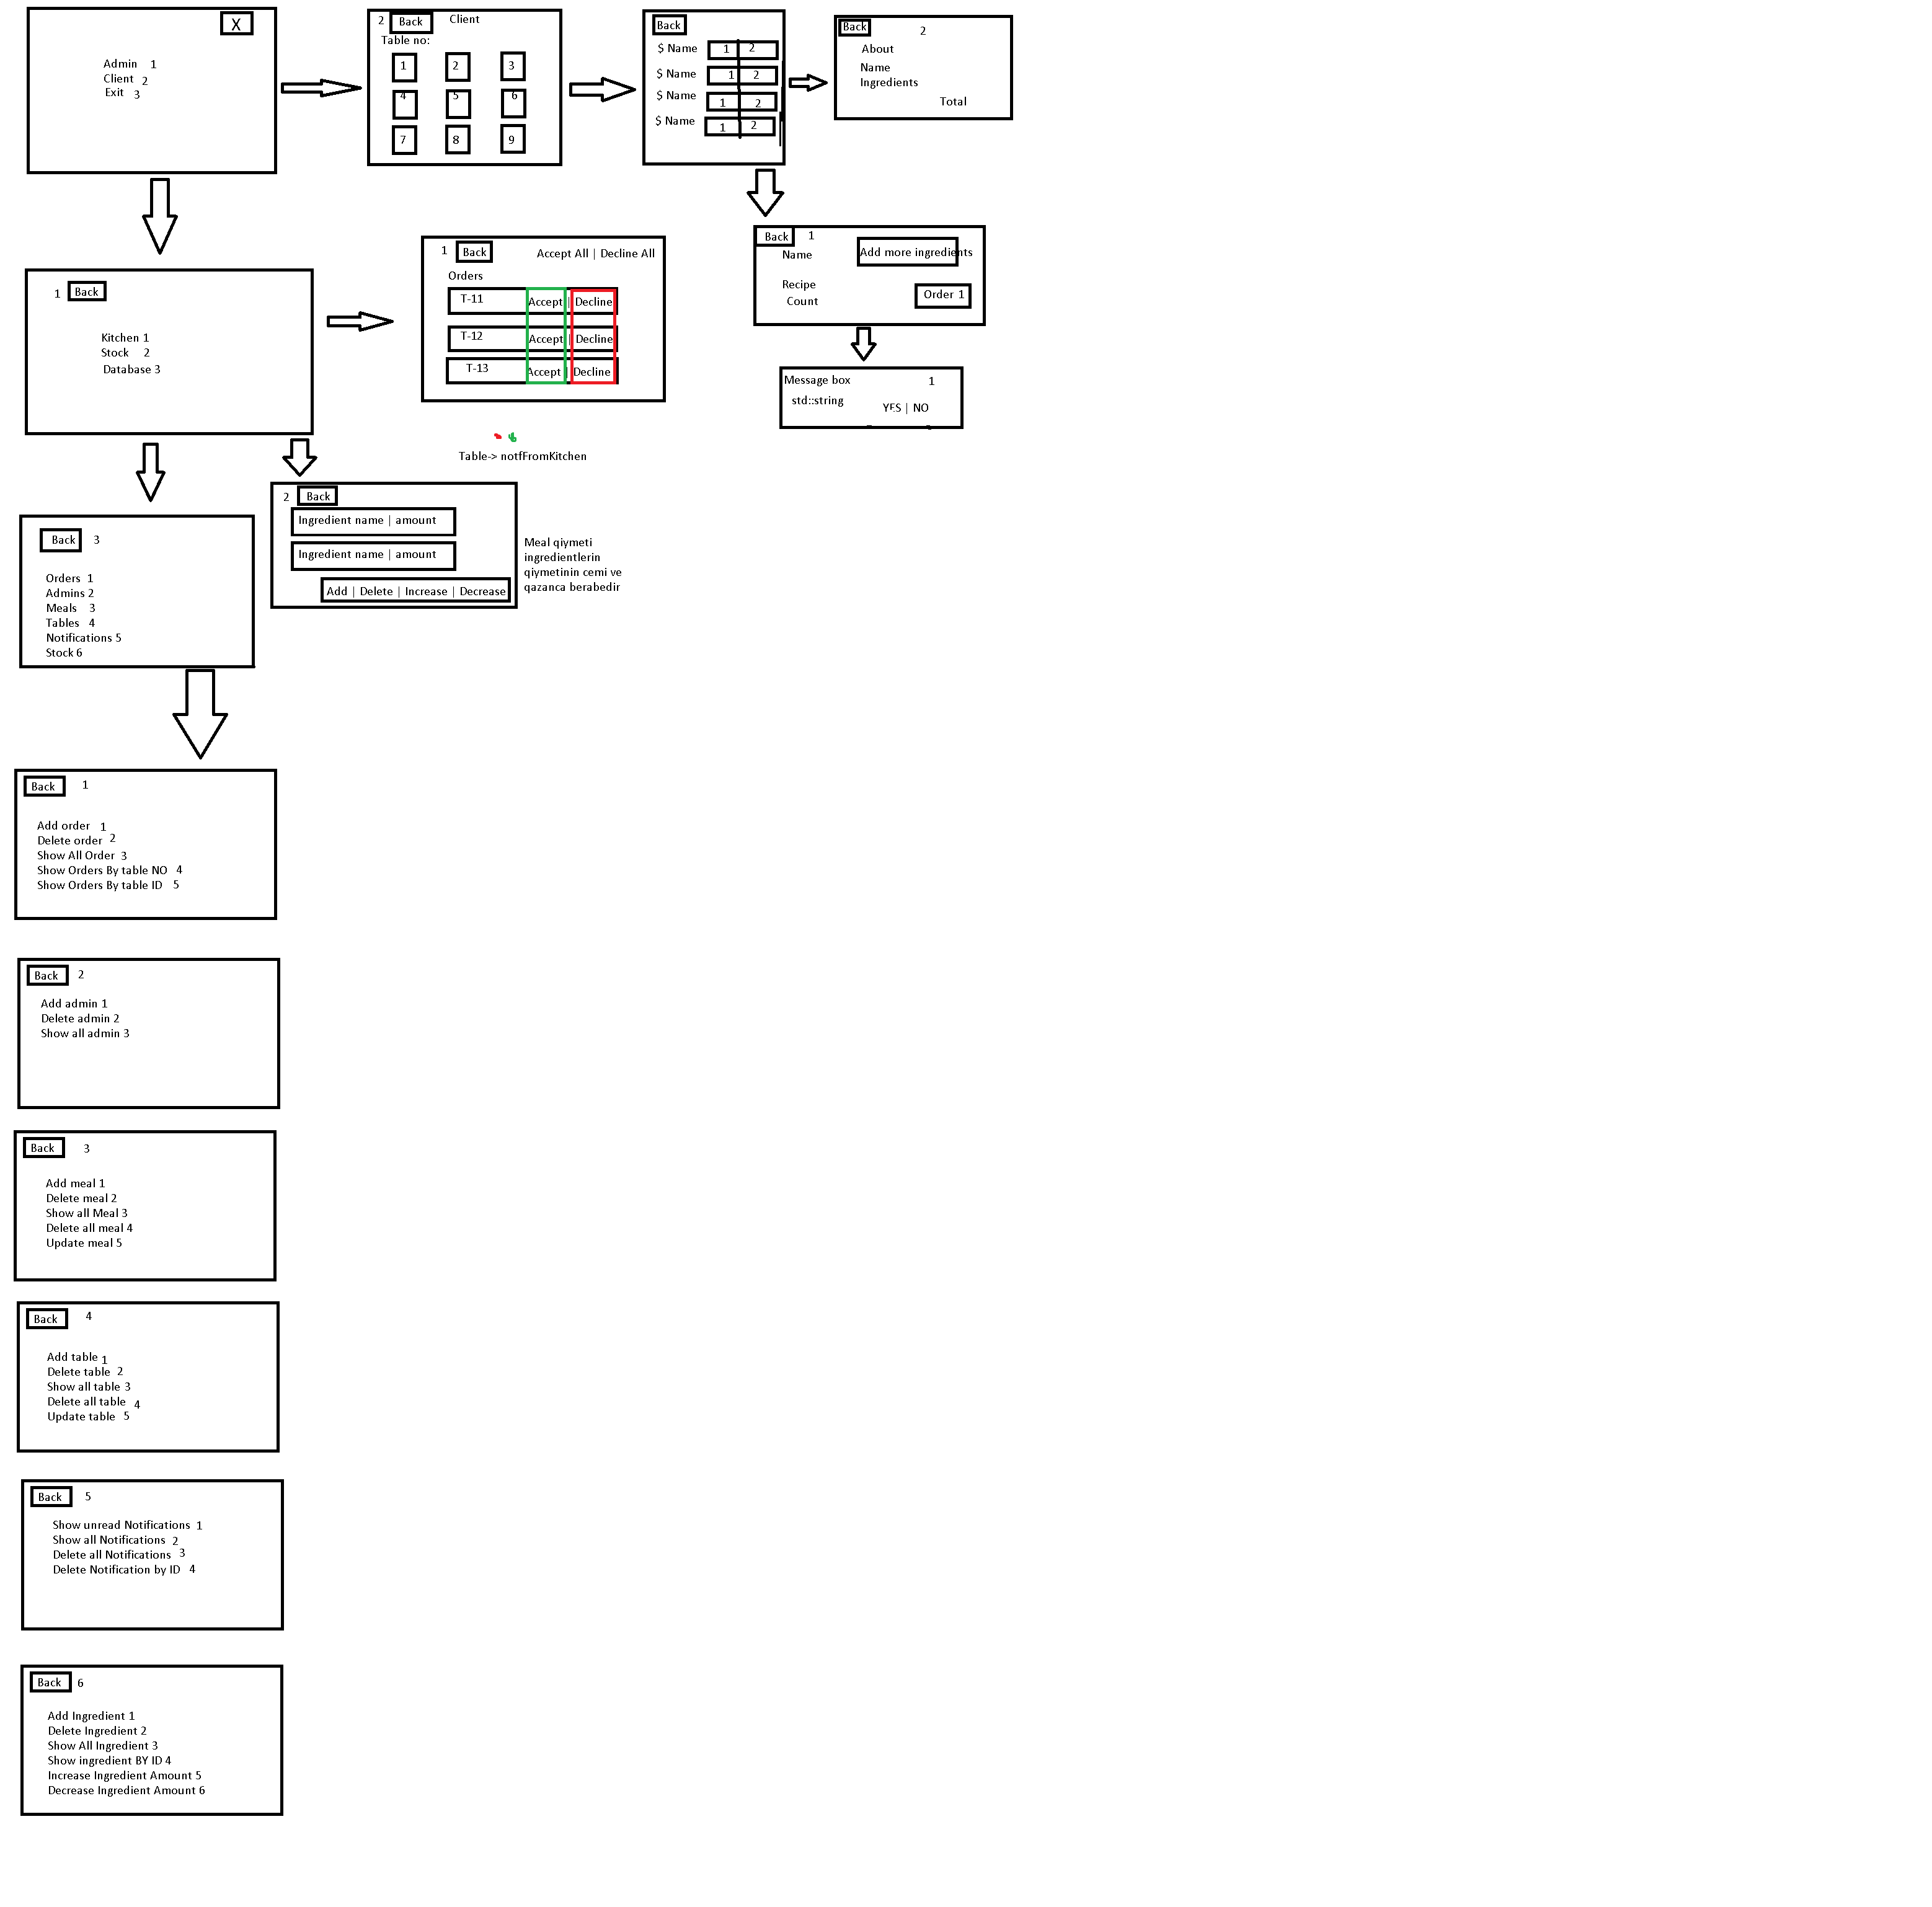 X
Admin 1
Client 2
Exit 3
2 Back Client
Table no:
1 2 3
4 5 6
7 8 9
Back
$ Name 1 2
$ Name 1 2
$ Name 1 2
$ Name 1 2
Back 2
About
Name
Ingredients
Total
Back 1
Name Add more ingredients
Recipe
Count Order 1
Message box 1
std::string
YES | NO
1 Back
Kitchen 1
Stock 2
Database 3
1 Back Accept All | Decline All
Orders
T-11 Accept | Decline
T-12 Accept | Decline
T-13 Accept | Decline
Table-> notfFromKitchen
2 Back
Ingredient name | amount
Ingredient name | amount
Add | Delete | Increase | Decrease
Meal qiymeti
ingredientlerin
qiymetinin cemi ve
qazanca berabedir
Back 3
Orders 1
Admins 2
Meals 3
Tables 4
Notifications 5
Stock 6
Back 1
Add order 1
Delete order 2
Show All Order 3
Show Orders By table NO 4
Show Orders By table ID 5
Back 2
Add admin 1
Delete admin 2
Show all admin 3
Back 3
Add meal 1
Delete meal 2
Show all Meal 3
Delete all meal 4
Update meal 5
Back 4
Add table 1
Delete table 2
Show all table 3
Delete all table 4
Update table 5
Back 5
Show unread Notifications 1
Show all Notifications 2
Delete all Notifications 3
Delete Notification by ID 4
Back 6
Add Ingredient 1
Delete Ingredient 2
Show All Ingredient 3
Show ingredient BY ID 4
Increase Ingredient Amount 5
Decrease Ingredient Amount 6